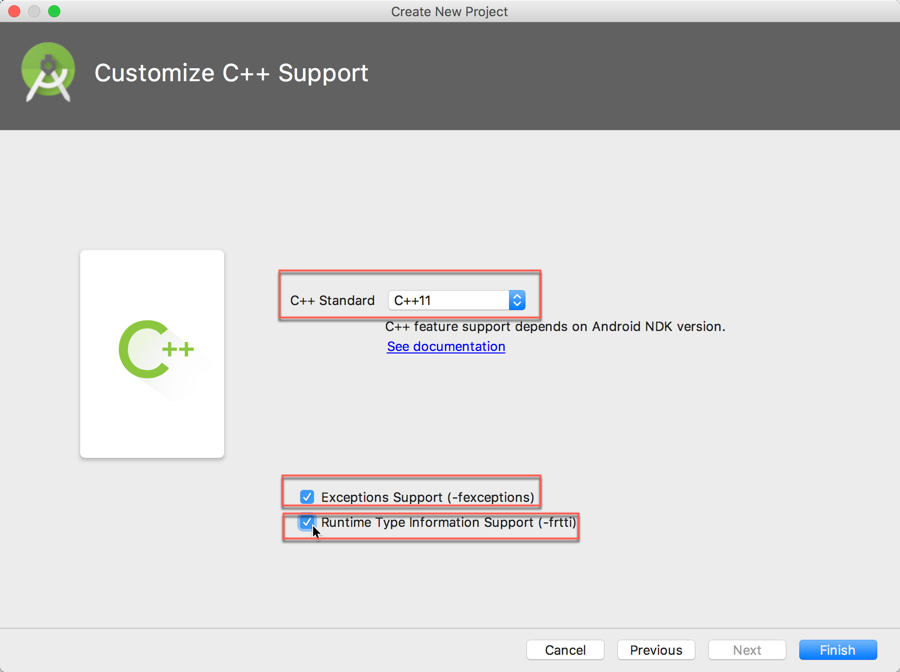 Create New Project
Customize C++ Support
C++ Standard C++11
C++ feature support depends on Android NDK version.
See documentation
C++
Exceptions Support (-fexceptions)
Runtime Type Information Support (-frtti)
Cancel Previous Next Finish